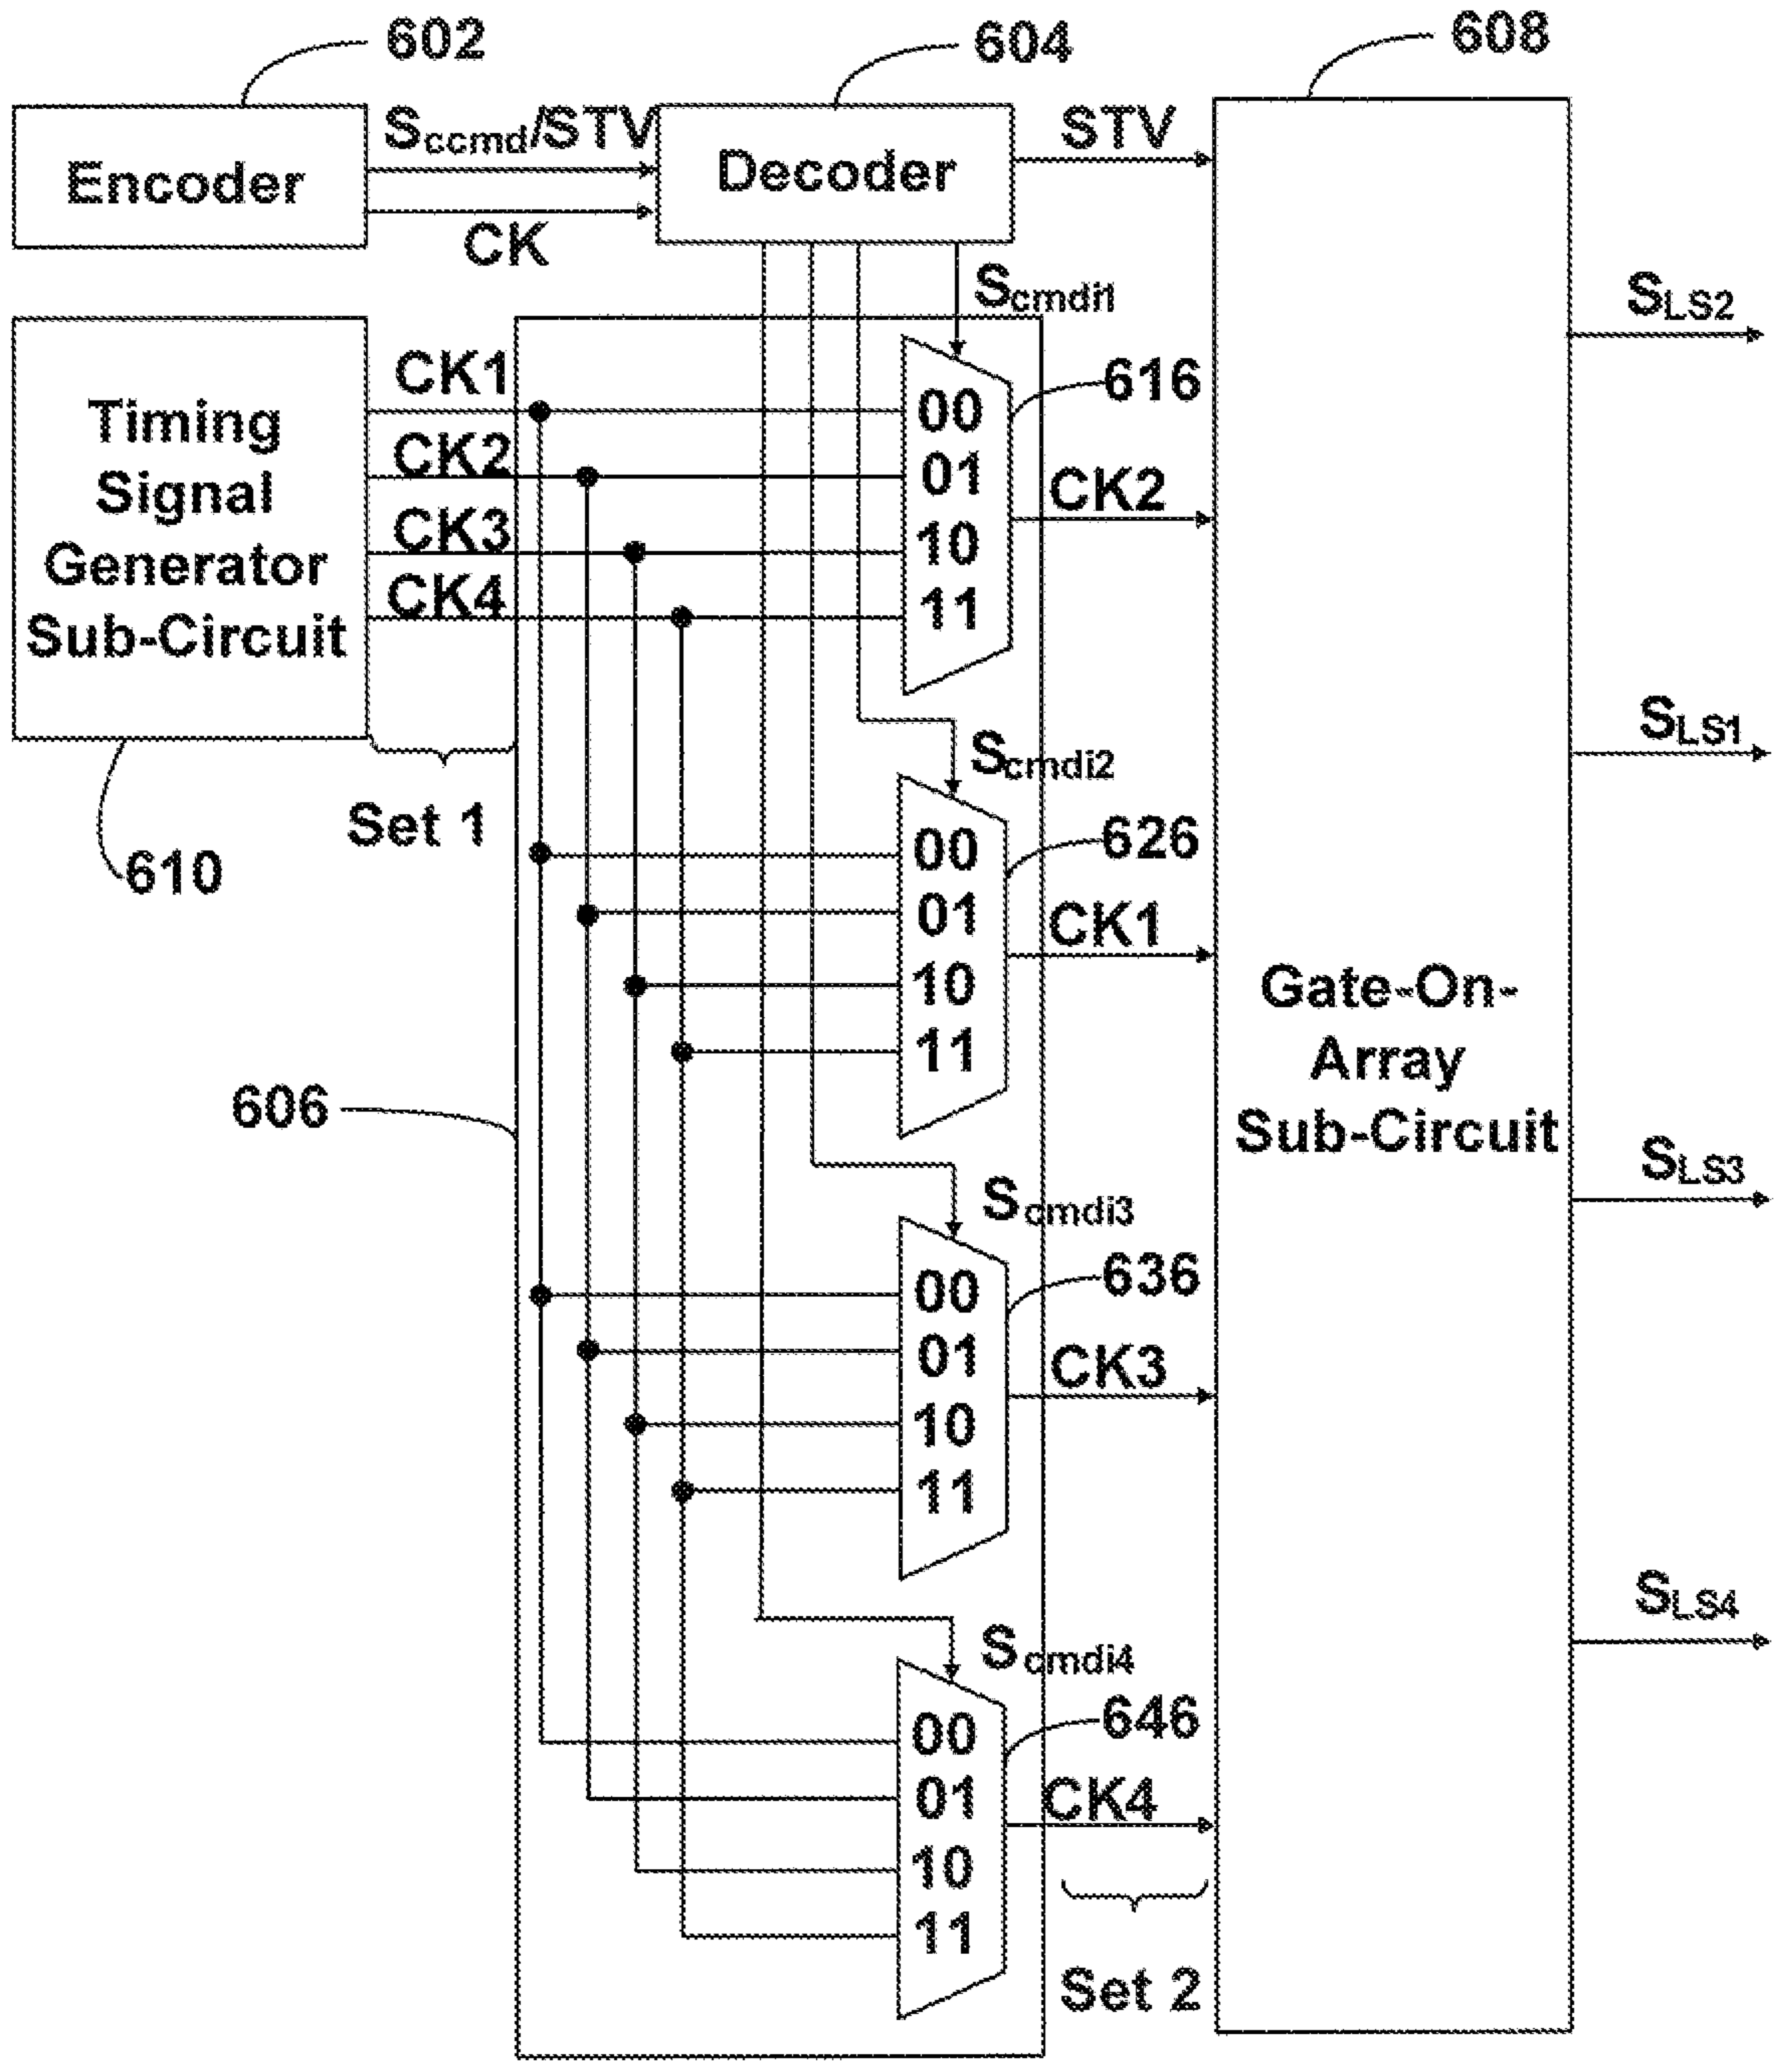 602
604
608
Encoder
Sccmd/STV
CK
Decoder
STV
Scmdi1
SLS2
Timing
Signal
Generator
Sub-Circuit
CK1
CK2
CK3
CK4
00
01
10
11
616
CK2
SLS1
Set 1
610
Scmdi2
00
01
10
11
626
CK1
Gate-On-
Array
Sub-Circuit
606
Scmdi3
SLS3
00
01
10
11
636
CK3
Scmdi4
SLS4
00
01
10
11
646
CK4
Set 2